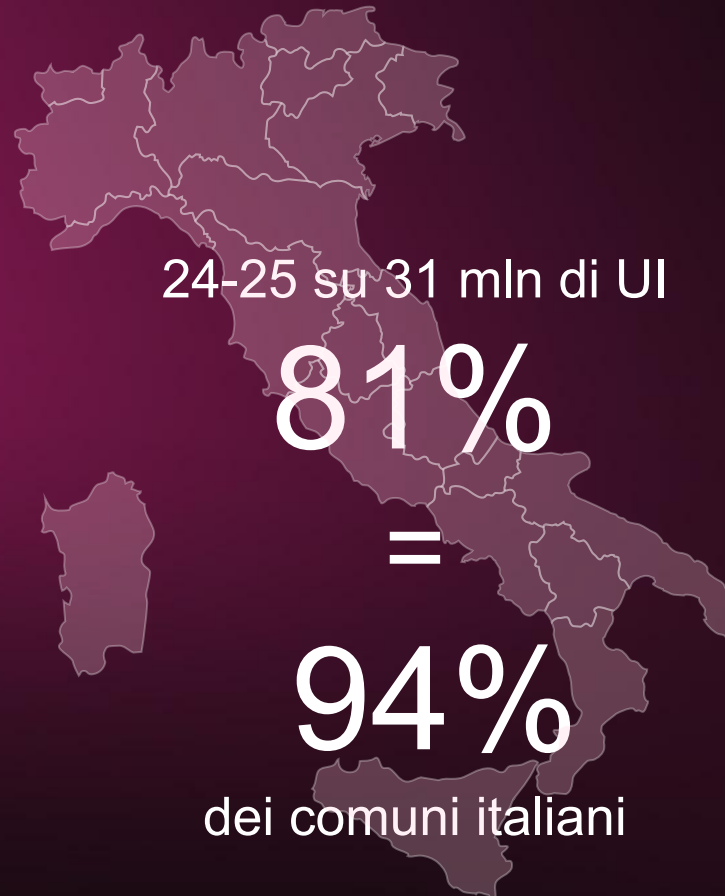 24-25 su 31 mln di UI
81%
=
94%
dei comuni italiani